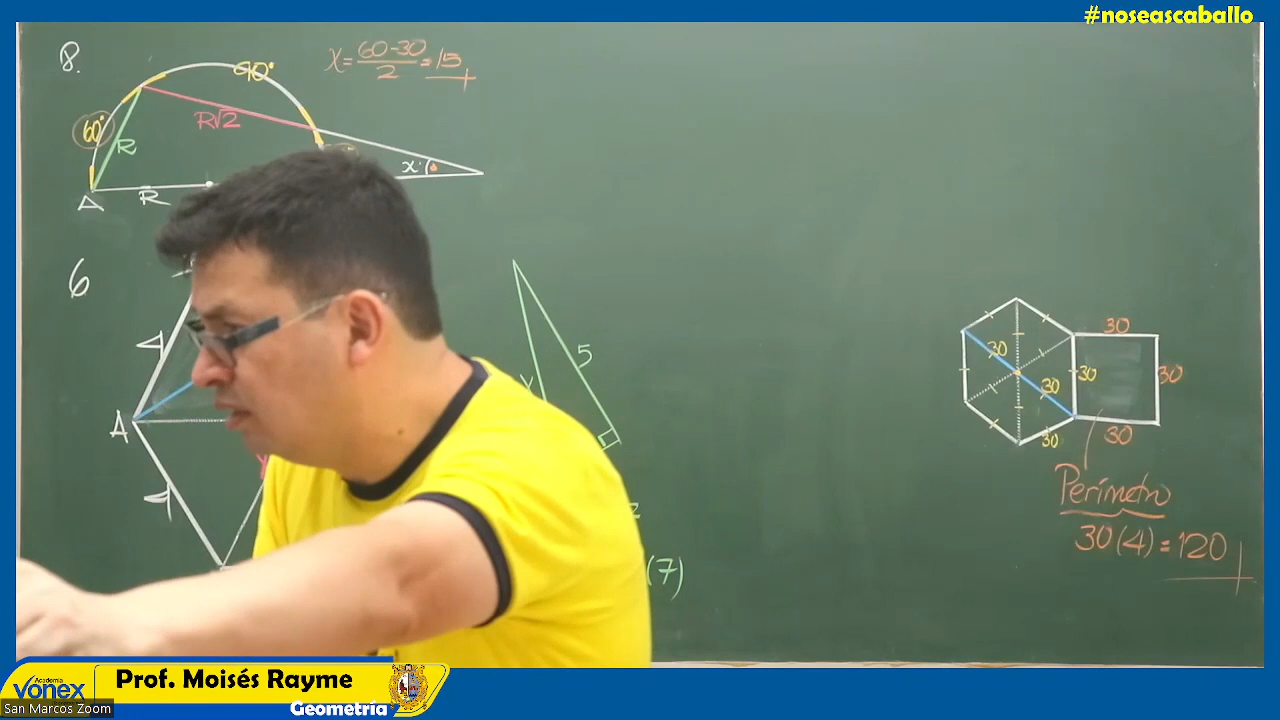 #noseascaballo
8.
90°
x = 60-30 / 2 = 15
60°
R
R√2
x
A
R
6
5
x
A
(7)
30
30
30
30
30
30
30
Perímetro
30(4) = 120
Academia
VONEX
Prof. Moisés Rayme
Geometría
San Marcos Zoom